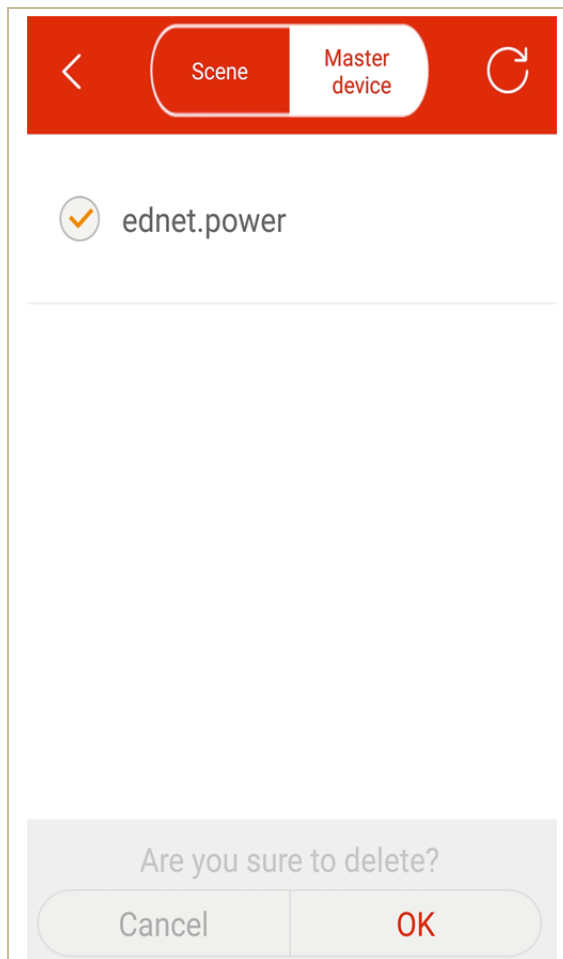 Scene
Master
device
ednet.power
Are you sure to delete?
Cancel
OK